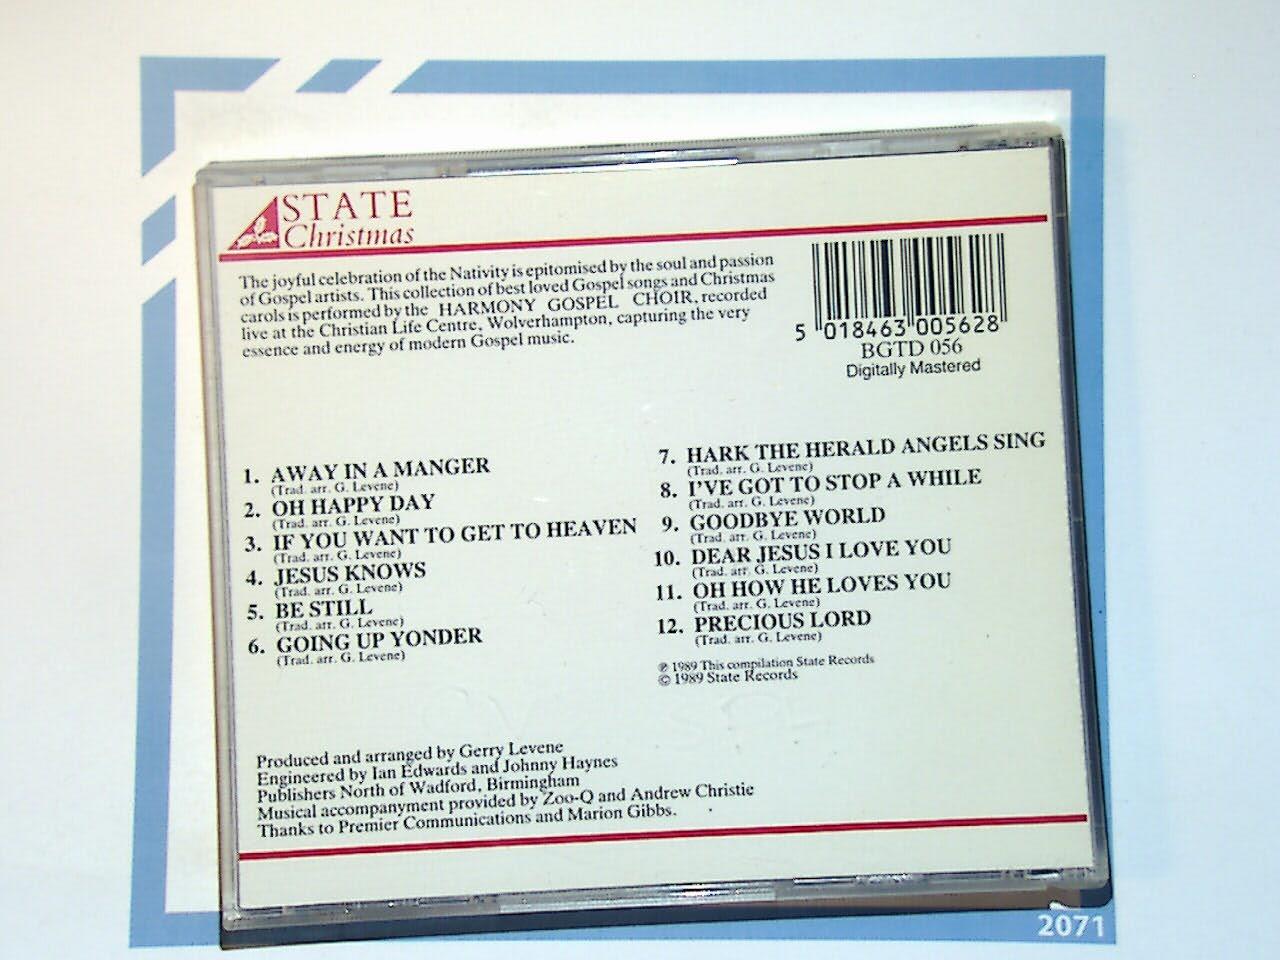 STATE
Christmas
The joyful celebration of the Nativity is epitomised by the soul and passion
of Gospel artists. This collection of best loved Gospel songs and Christmas
carols is performed by the HARMONY GOSPEL CHOIR, recorded
live at the Christian Life Centre, Wolverhampton, capturing the very
essence and energy of modern Gospel music.
5 018463 005628
BGTD 056
Digitally Mastered
1. AWAY IN A MANGER
(Trad. arr. G. Levene)
2. OH HAPPY DAY
(Trad. arr. G. Levene)
3. IF YOU WANT TO GET TO HEAVEN
(Trad. arr. G. Levene)
4. JESUS KNOWS
(Trad. arr. G. Levene)
5. BE STILL
(Trad. arr. G. Levene)
6. GOING UP YONDER
(Trad. arr. G. Levene)
7. HARK THE HERALD ANGELS SING
(Trad. arr. G. Levene)
8. I'VE GOT TO STOP A WHILE
(Trad. arr. G. Levene)
9. GOODBYE WORLD
(Trad. arr. G. Levene)
10. DEAR JESUS I LOVE YOU
(Trad. arr. G. Levene)
11. OH HOW HE LOVES YOU
(Trad. arr. G. Levene)
12. PRECIOUS LORD
(Trad. arr. G. Levene)
℗ 1989 This compilation State Records
© 1989 State Records
Produced and arranged by Gerry Levene
Engineered by Ian Edwards and Johnny Haynes
Publishers North of Wadford, Birmingham
Musical accompanyment provided by Zoo-Q and Andrew Christie
Thanks to Premier Communications and Marion Gibbs.
2071